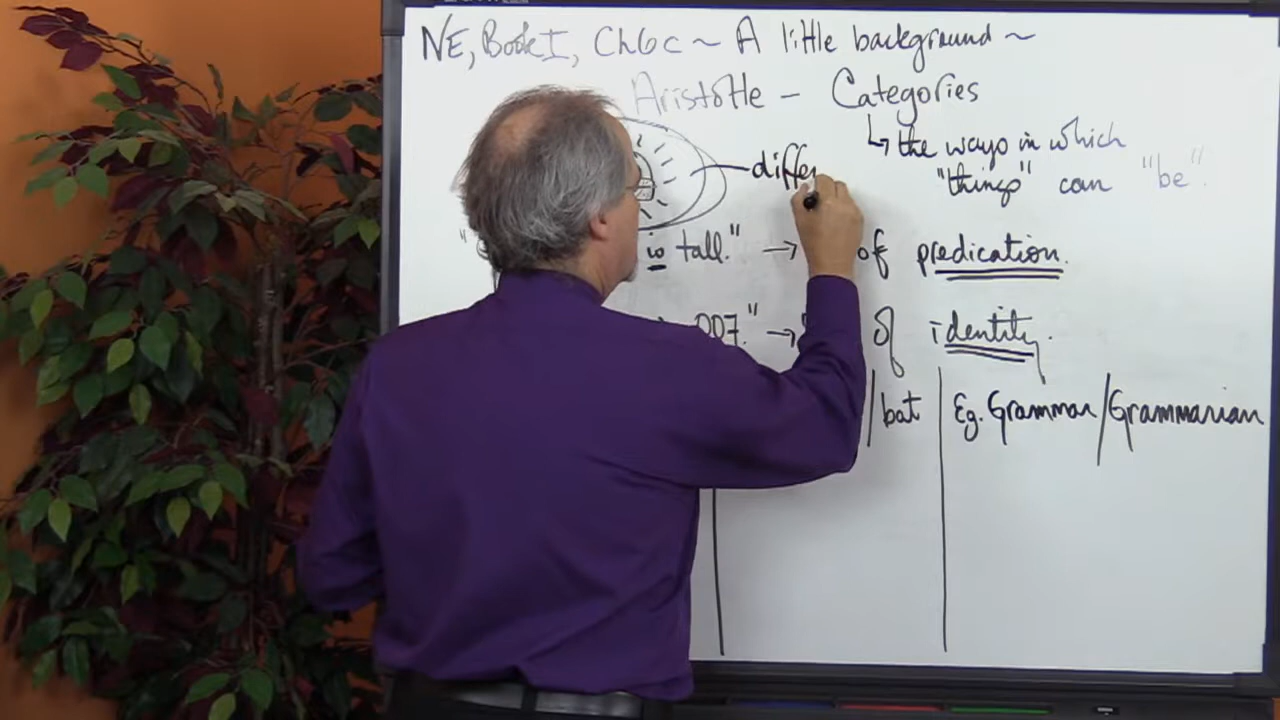 NE, Book I, Ch 6 c ~ A little background ~
Aristotle - Categories
↳ the ways in which
"things" can "be".
differ
is tall." → of predication.
007." → " of identity.
/ bat
Eg. Grammar / Grammarian